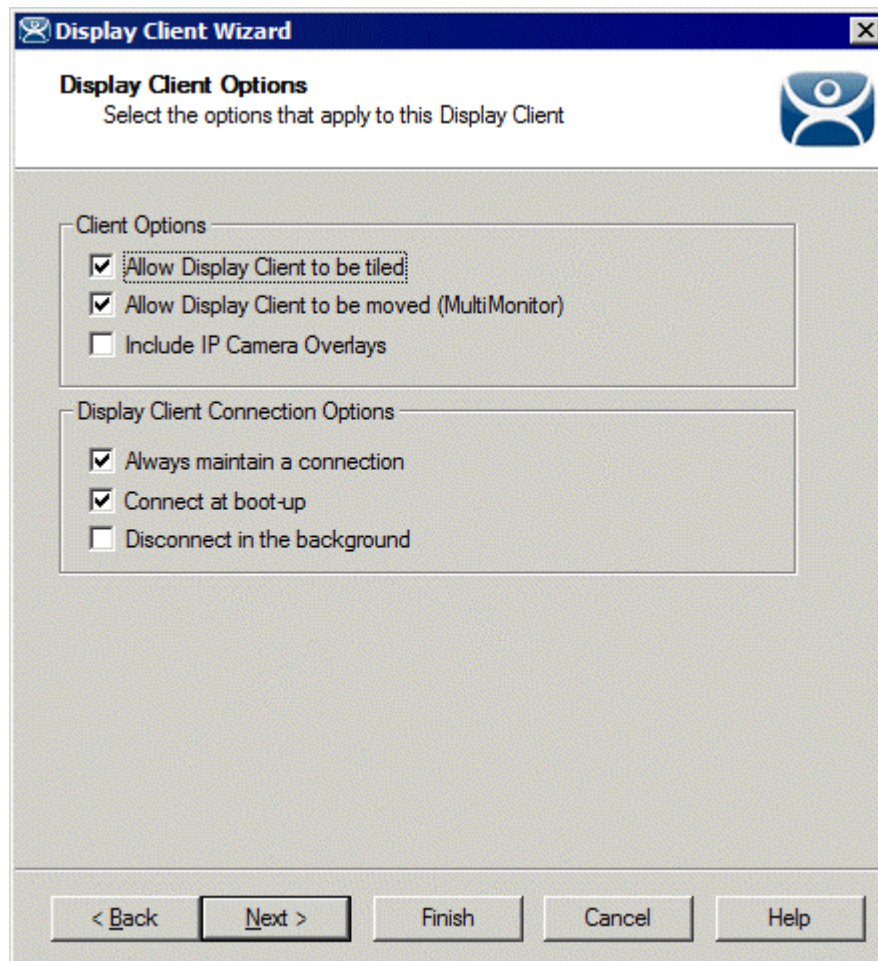 Display Client Wizard
Display Client Options
Select the options that apply to this Display Client
Client Options
Allow Display Client to be tiled
Allow Display Client to be moved (MultiMonitor)
Include IP Camera Overlays
Display Client Connection Options
Always maintain a connection
Connect at boot-up
Disconnect in the background
< Back Next > Finish Cancel Help